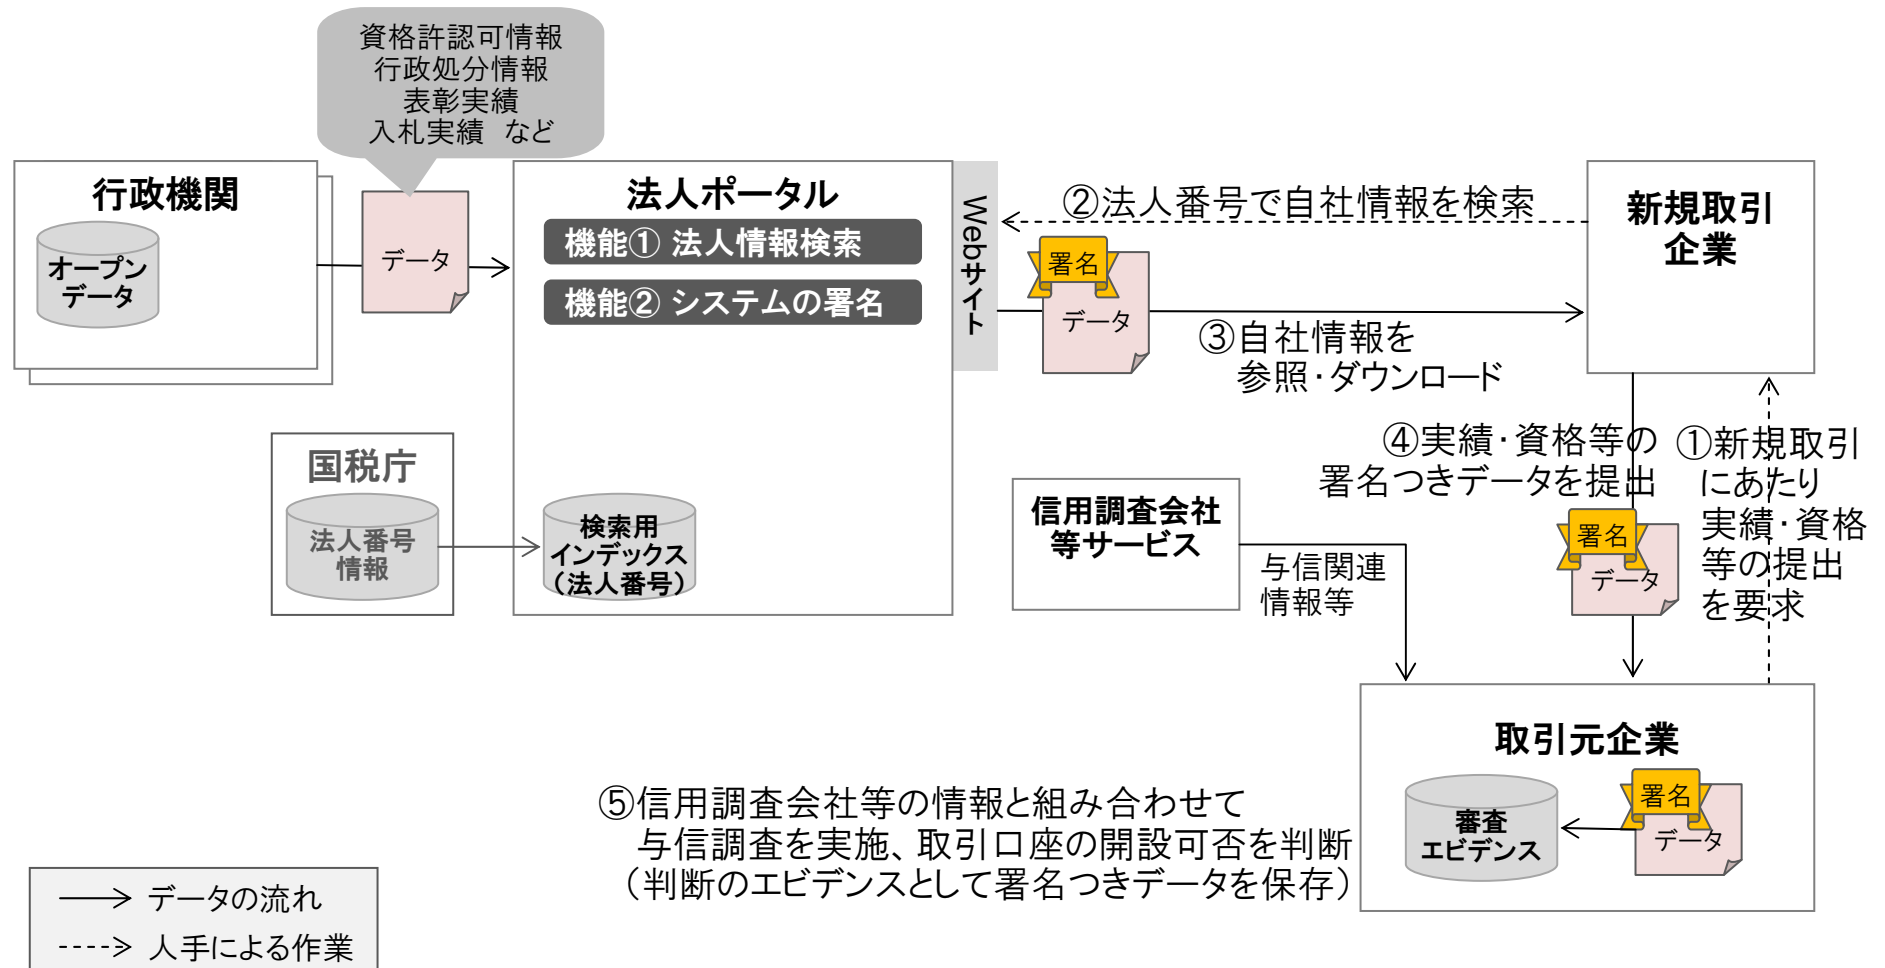 資格許認可情報
行政処分情報
表彰実績
入札実績　など
行政機関
オープン
データ
データ
法人ポータル
機能① 法人情報検索
機能② システムの署名
Webサイト
②法人番号で自社情報を検索
署名
データ
③自社情報を
参照・ダウンロード
新規取引
企業
国税庁
法人番号
情報
検索用
インデックス
（法人番号）
信用調査会社
等サービス
与信関連
情報等
④実績・資格等の
署名つきデータを提出
署名
データ
①新規取引
にあたり
実績・資格
等の提出
を要求
取引元企業
審査
エビデンス
署名
データ
⑤信用調査会社等の情報と組み合わせて
与信調査を実施、取引口座の開設可否を判断
（判断のエビデンスとして署名つきデータを保存）
データの流れ
人手による作業